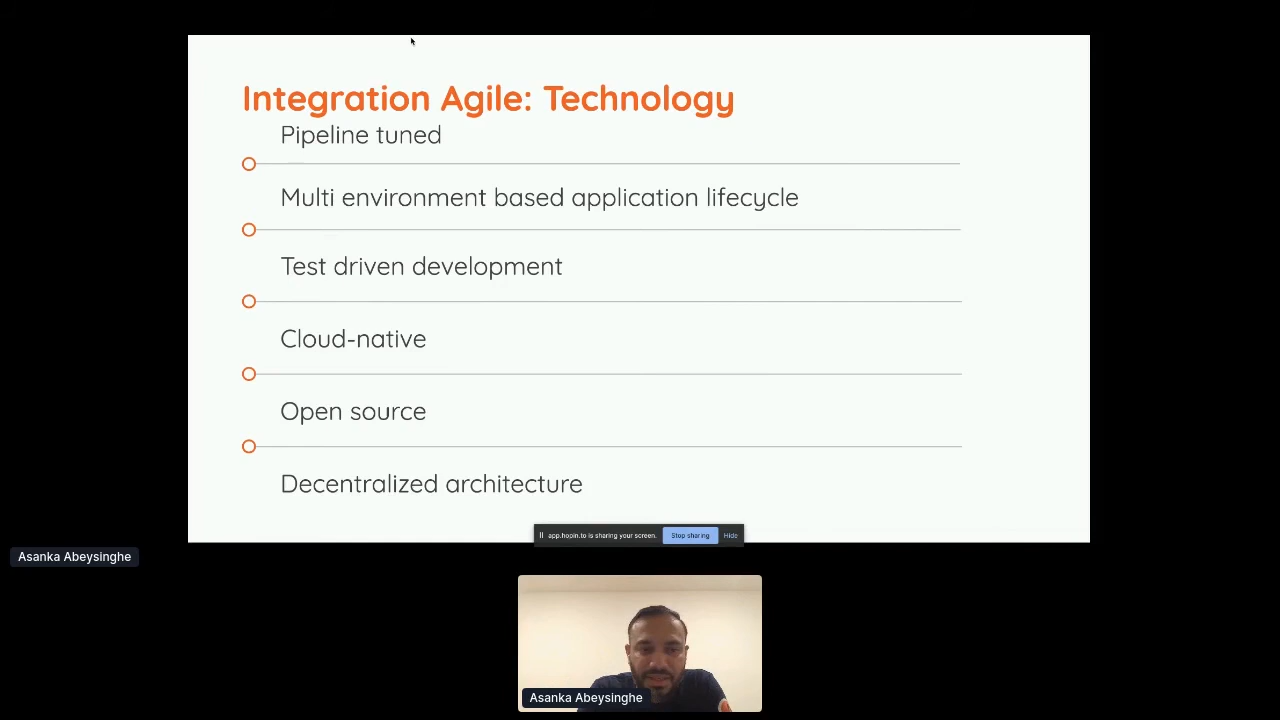 Integration Agile: Technology
Pipeline tuned
Multi environment based application lifecycle
Test driven development
Cloud-native
Open source
Decentralized architecture
app.hopin.to is sharing your screen. Stop sharing Hide
Asanka Abeysinghe
Asanka Abeysinghe